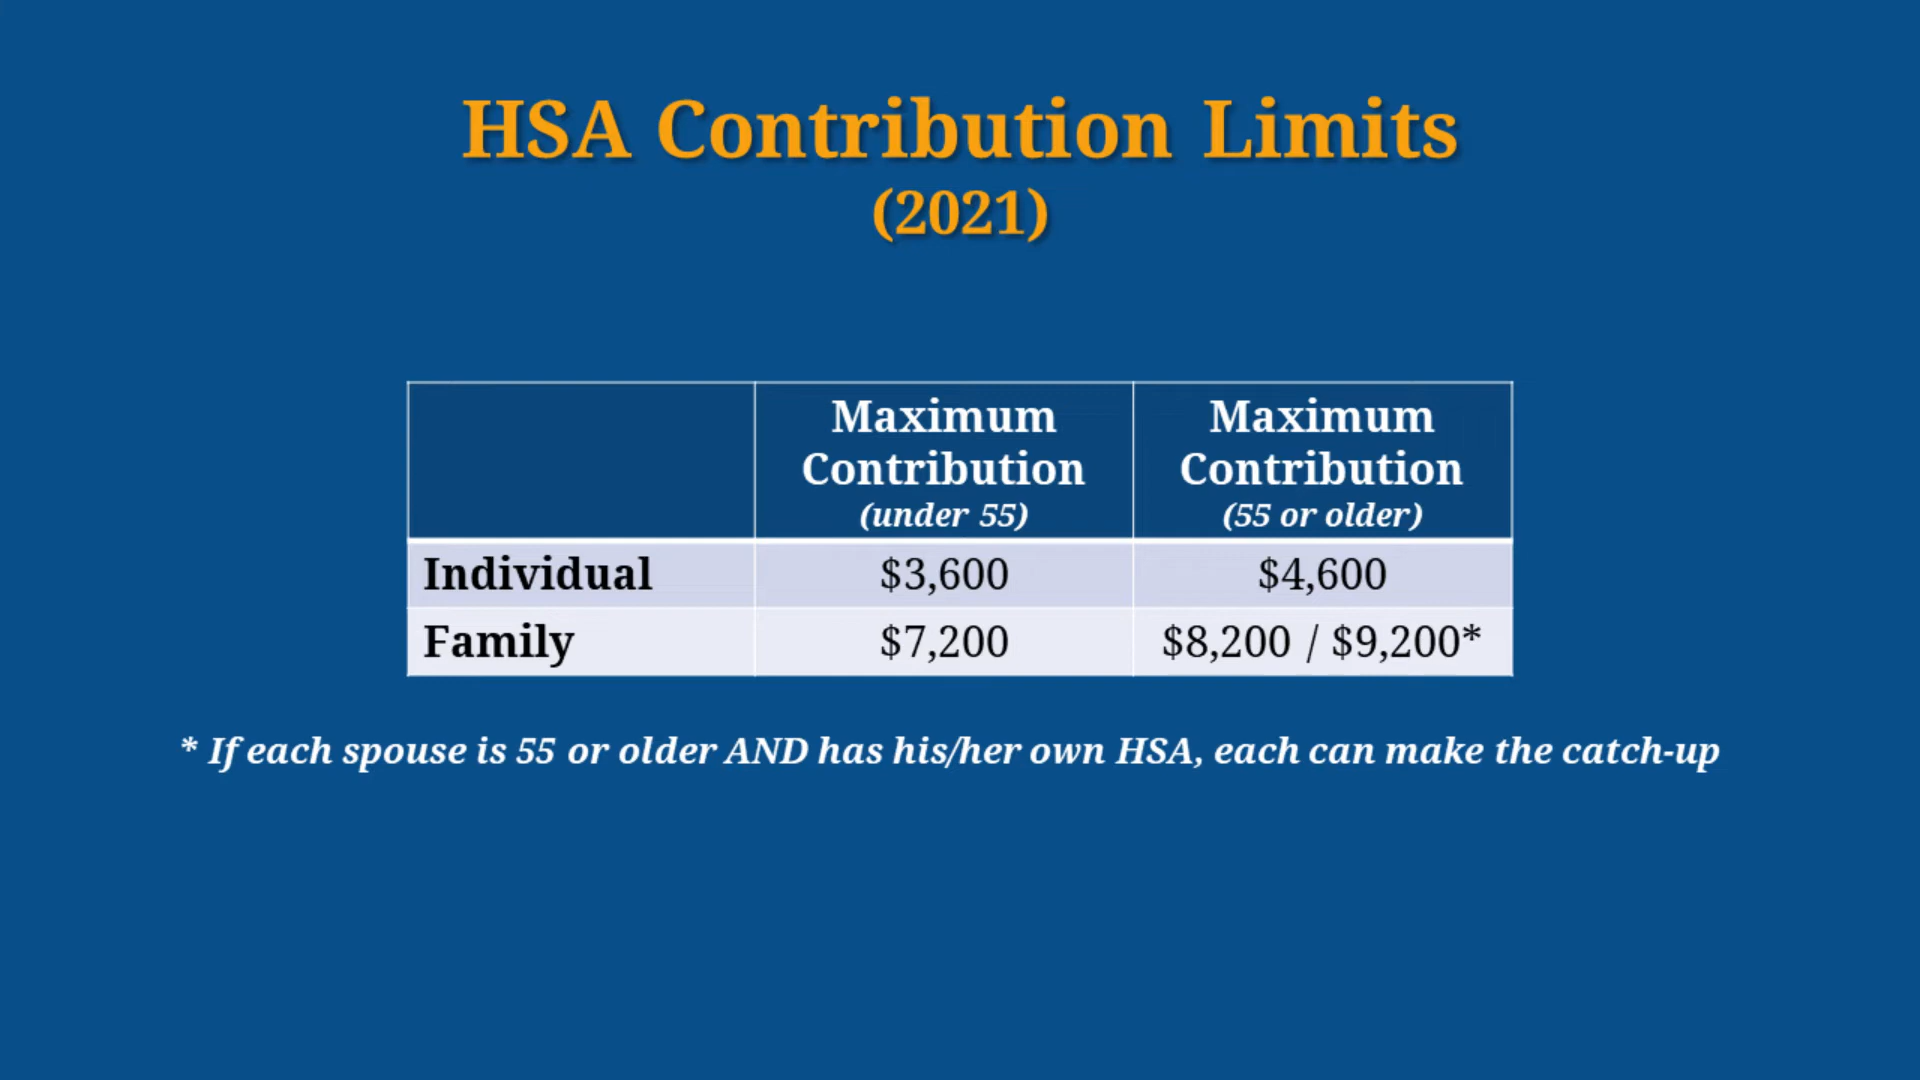 HSA Contribution Limits
(2021)
Maximum Contribution (under 55)
Maximum Contribution (55 or older)
Individual $3,600 $4,600
Family $7,200 $8,200 / $9,200*
* If each spouse is 55 or older AND has his/her own HSA, each can make the catch-up